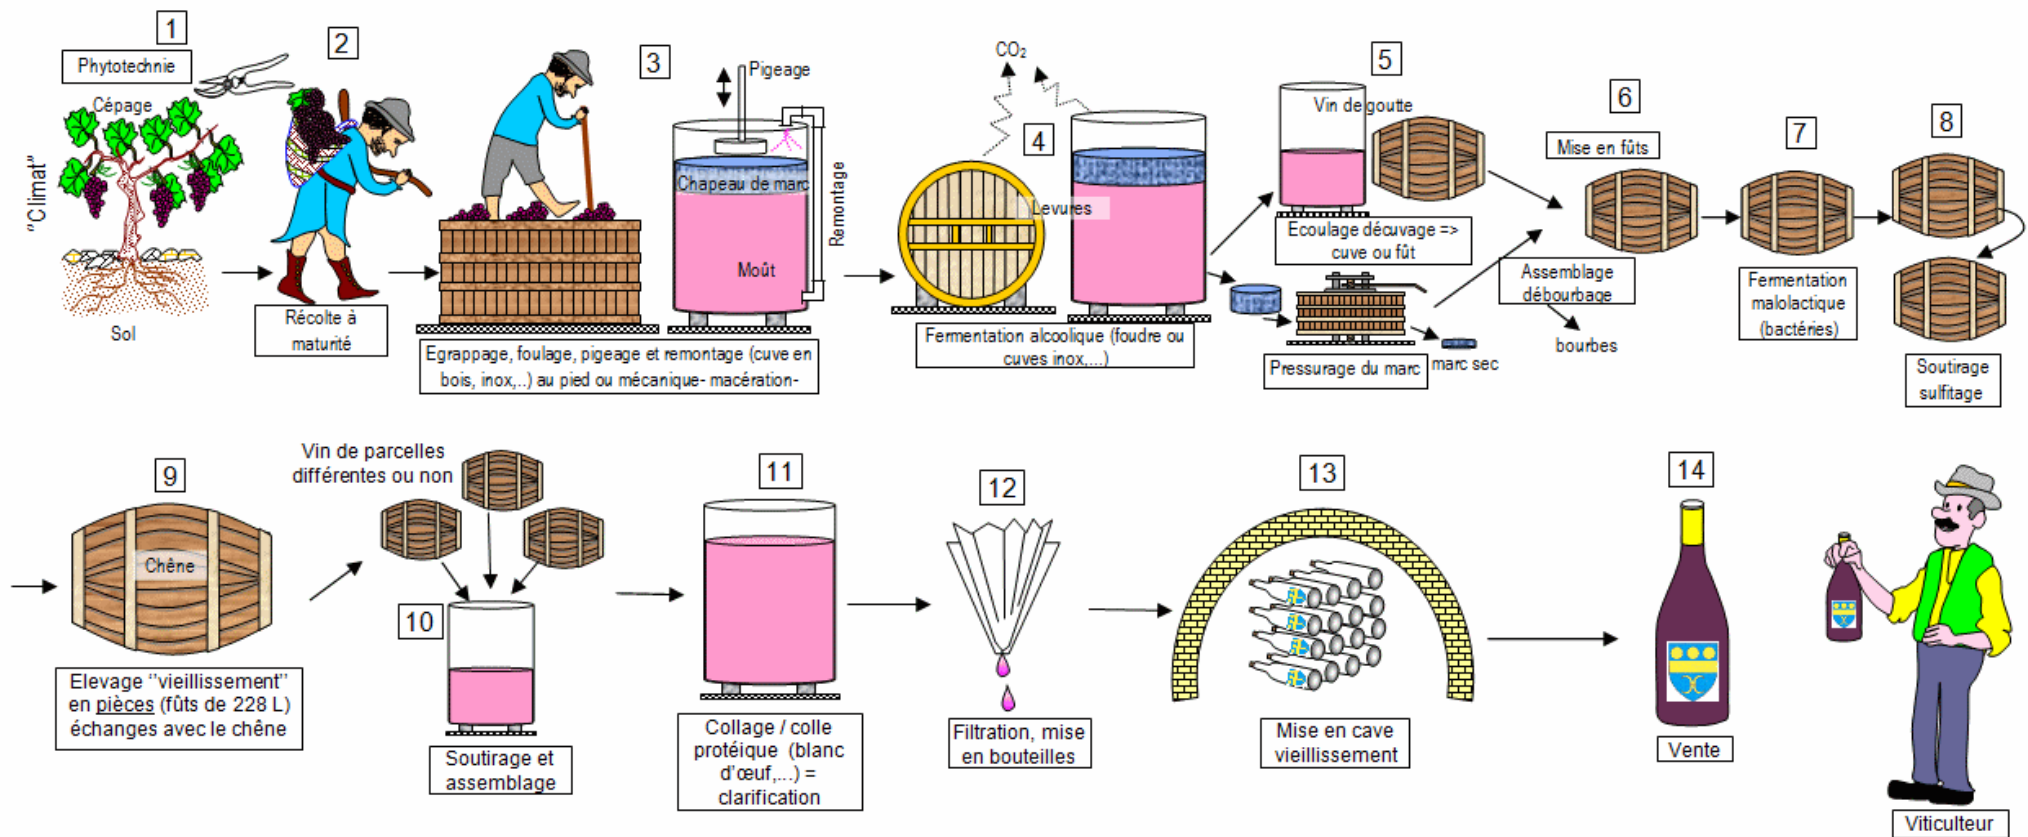 1
Phytotechnie
Cépage
"Climat"
Sol
2
Récolte à
maturité
3
Pigeage
Chapeau de marc
Remontage
Moût
Egrappage, foulage, pigeage et remontage (cuve en
bois, inox,..) au pied ou mécanique- macération-
CO₂
4
Levures
Fermentation alcoolique (foudre ou
cuves inox,...)
5
Vin de goutte
Ecoulage décuvage =>
cuve ou fût
Pressurage du marc
marc sec
6
Mise en fûts
Assemblage
débourbage
bourbes
7
Fermentation
malolactique
(bactéries)
8
Soutirage
sulfitage
9
Chêne
Elevage ''vieillissement''
en pièces (fûts de 228 L)
échanges avec le chêne
Vin de parcelles
différentes ou non
10
Soutirage et
assemblage
11
Collage / colle
protéique (blanc
d'œuf,...) =
clarification
12
Filtration, mise
en bouteilles
13
Mise en cave
vieillissement
14
Vente
Viticulteur